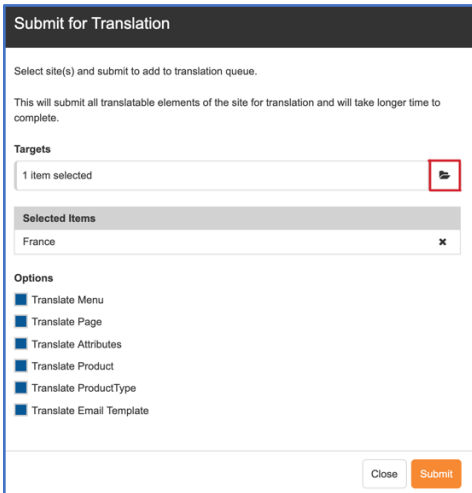 Submit for Translation
Select site(s) and submit to add to translation queue.
This will submit all translatable elements of the site for translation and will take longer time to
complete.
Targets
1 item selected
Selected Items
France
Options
Translate Menu
Translate Page
Translate Attributes
Translate Product
Translate ProductType
Translate Email Template
Close Submit